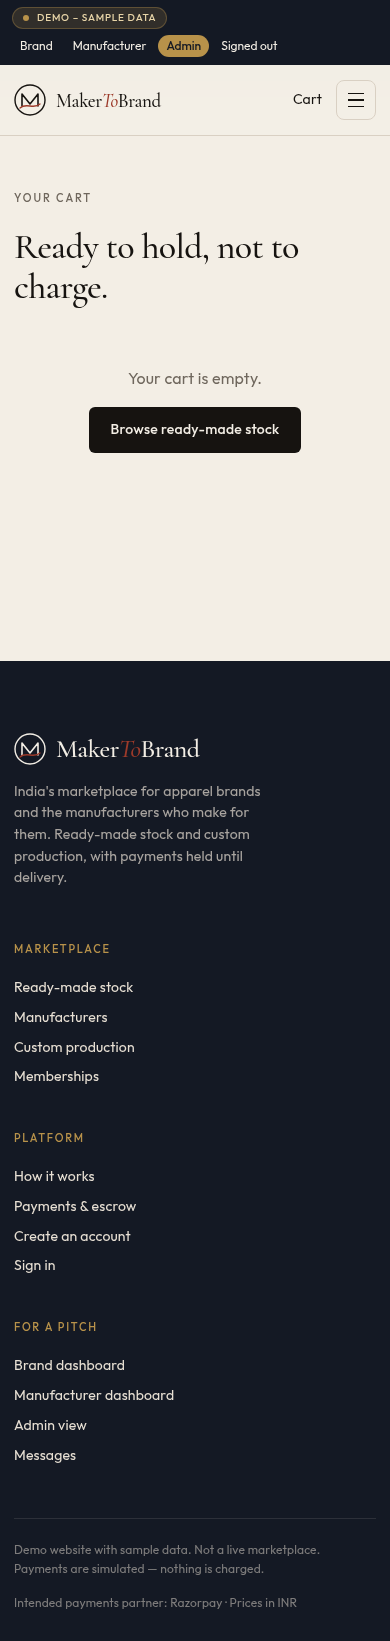 DEMO – SAMPLE DATA
Brand Manufacturer Admin Signed out
MakerToBrand Cart
YOUR CART
Ready to hold, not to
charge.
Your cart is empty.
Browse ready-made stock
MakerToBrand
India's marketplace for apparel brands
and the manufacturers who make for
them. Ready-made stock and custom
production, with payments held until
delivery.
MARKETPLACE
Ready-made stock
Manufacturers
Custom production
Memberships
PLATFORM
How it works
Payments & escrow
Create an account
Sign in
FOR A PITCH
Brand dashboard
Manufacturer dashboard
Admin view
Messages
Demo website with sample data. Not a live marketplace.
Payments are simulated — nothing is charged.
Intended payments partner: Razorpay · Prices in INR